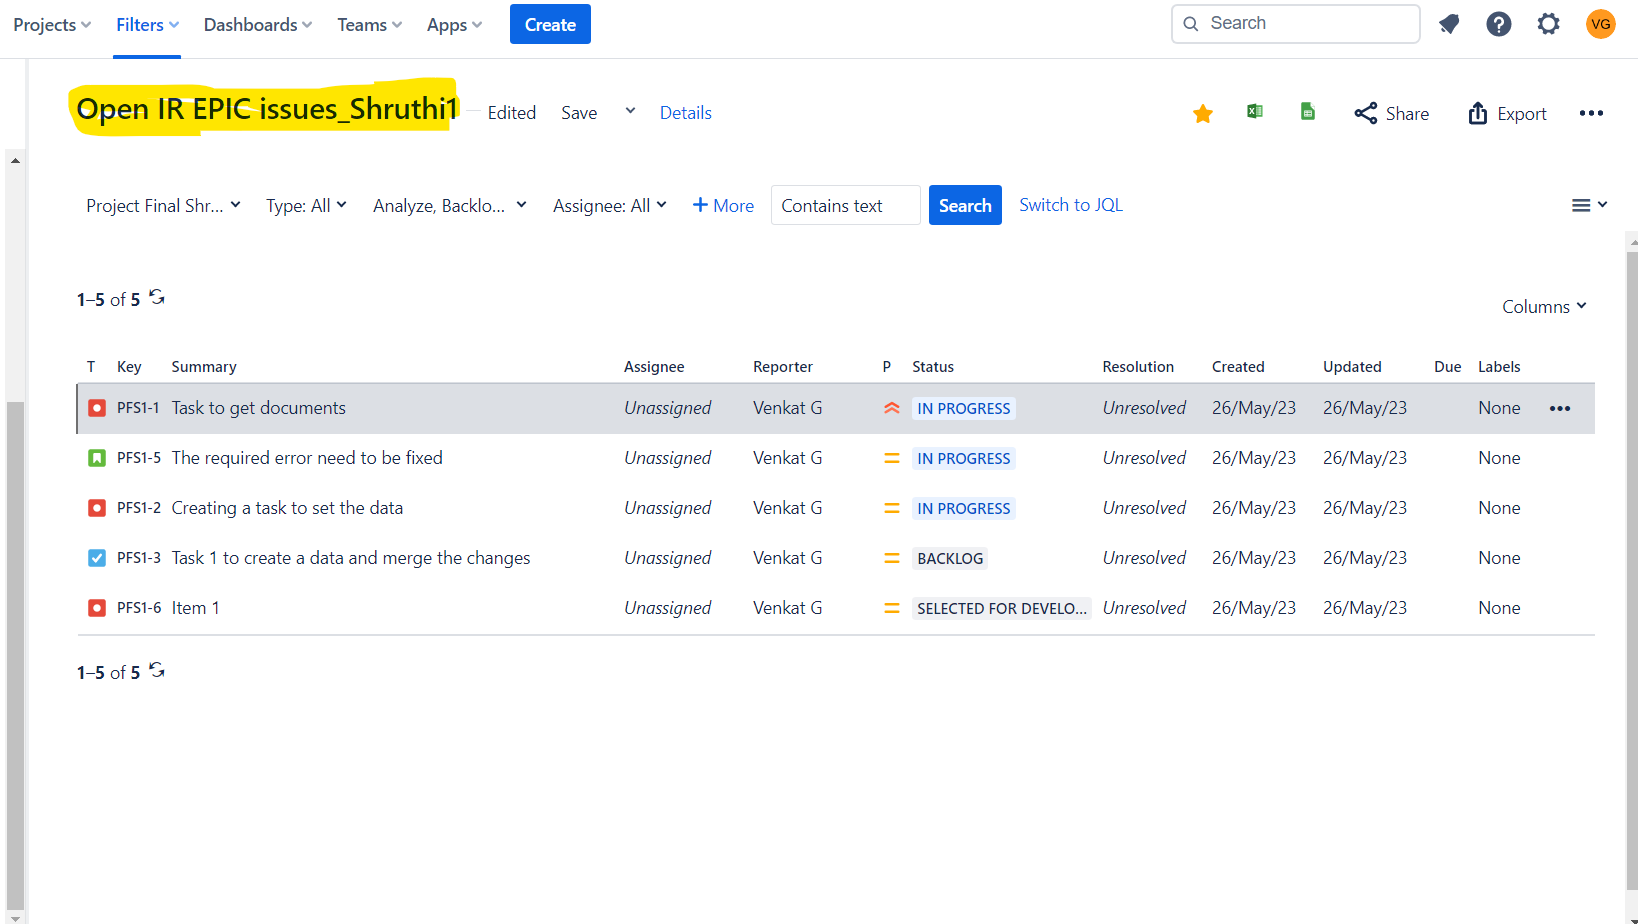 Projects Filters Dashboards Teams Apps Create Search VG
Open IR EPIC issues_Shruthi1 Edited Save Details Share Export
Project Final Shr... Type: All Analyze, Backlo... Assignee: All + More Contains text Search Switch to JQL
1–5 of 5
Columns
T Key Summary Assignee Reporter P Status Resolution Created Updated Due Labels
PFS1-1 Task to get documents Unassigned Venkat G IN PROGRESS Unresolved 26/May/23 26/May/23 None
PFS1-5 The required error need to be fixed Unassigned Venkat G IN PROGRESS Unresolved 26/May/23 26/May/23 None
PFS1-2 Creating a task to set the data Unassigned Venkat G IN PROGRESS Unresolved 26/May/23 26/May/23 None
PFS1-3 Task 1 to create a data and merge the changes Unassigned Venkat G BACKLOG Unresolved 26/May/23 26/May/23 None
PFS1-6 Item 1 Unassigned Venkat G SELECTED FOR DEVELO... Unresolved 26/May/23 26/May/23 None
1–5 of 5